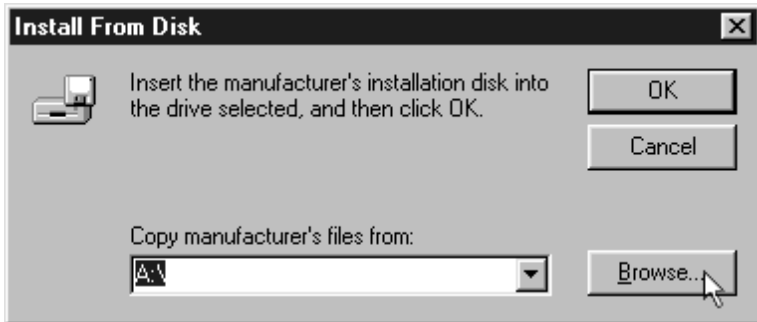 Install From Disk
Insert the manufacturer's installation disk into
the drive selected, and then click OK.
OK
Cancel
Copy manufacturer's files from:
A:\
Browse...